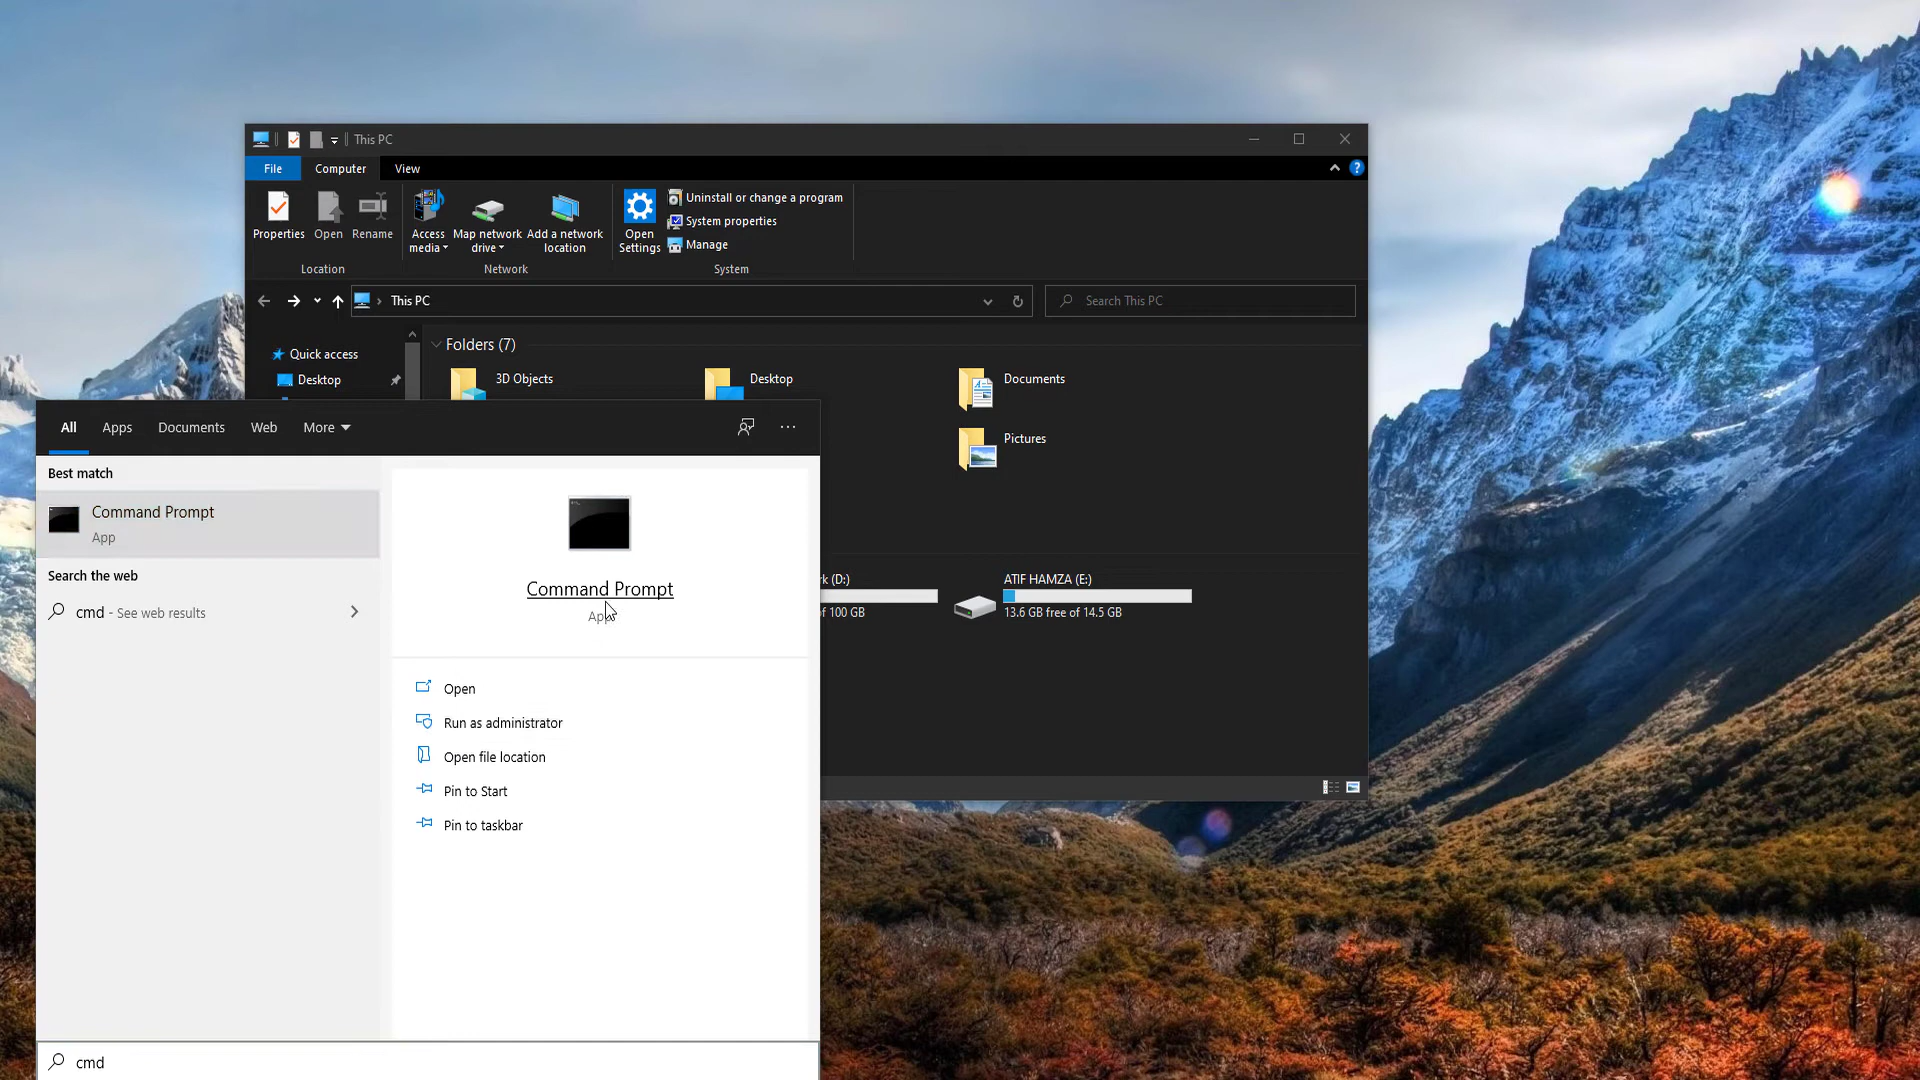 This PC
File Computer View
Uninstall or change a program
System properties
Manage
Properties Open Rename Access media Map network drive Add a network location Open Settings
Location Network System
This PC Search This PC
Quick access
Desktop
Folders (7)
3D Objects Desktop Documents
Pictures
k (D:) ATIF HAMZA (E:)
of 100 GB 13.6 GB free of 14.5 GB
All Apps Documents Web More
Best match
Command Prompt
App
Search the web
cmd - See web results
Command Prompt
App
Open
Run as administrator
Open file location
Pin to Start
Pin to taskbar
cmd